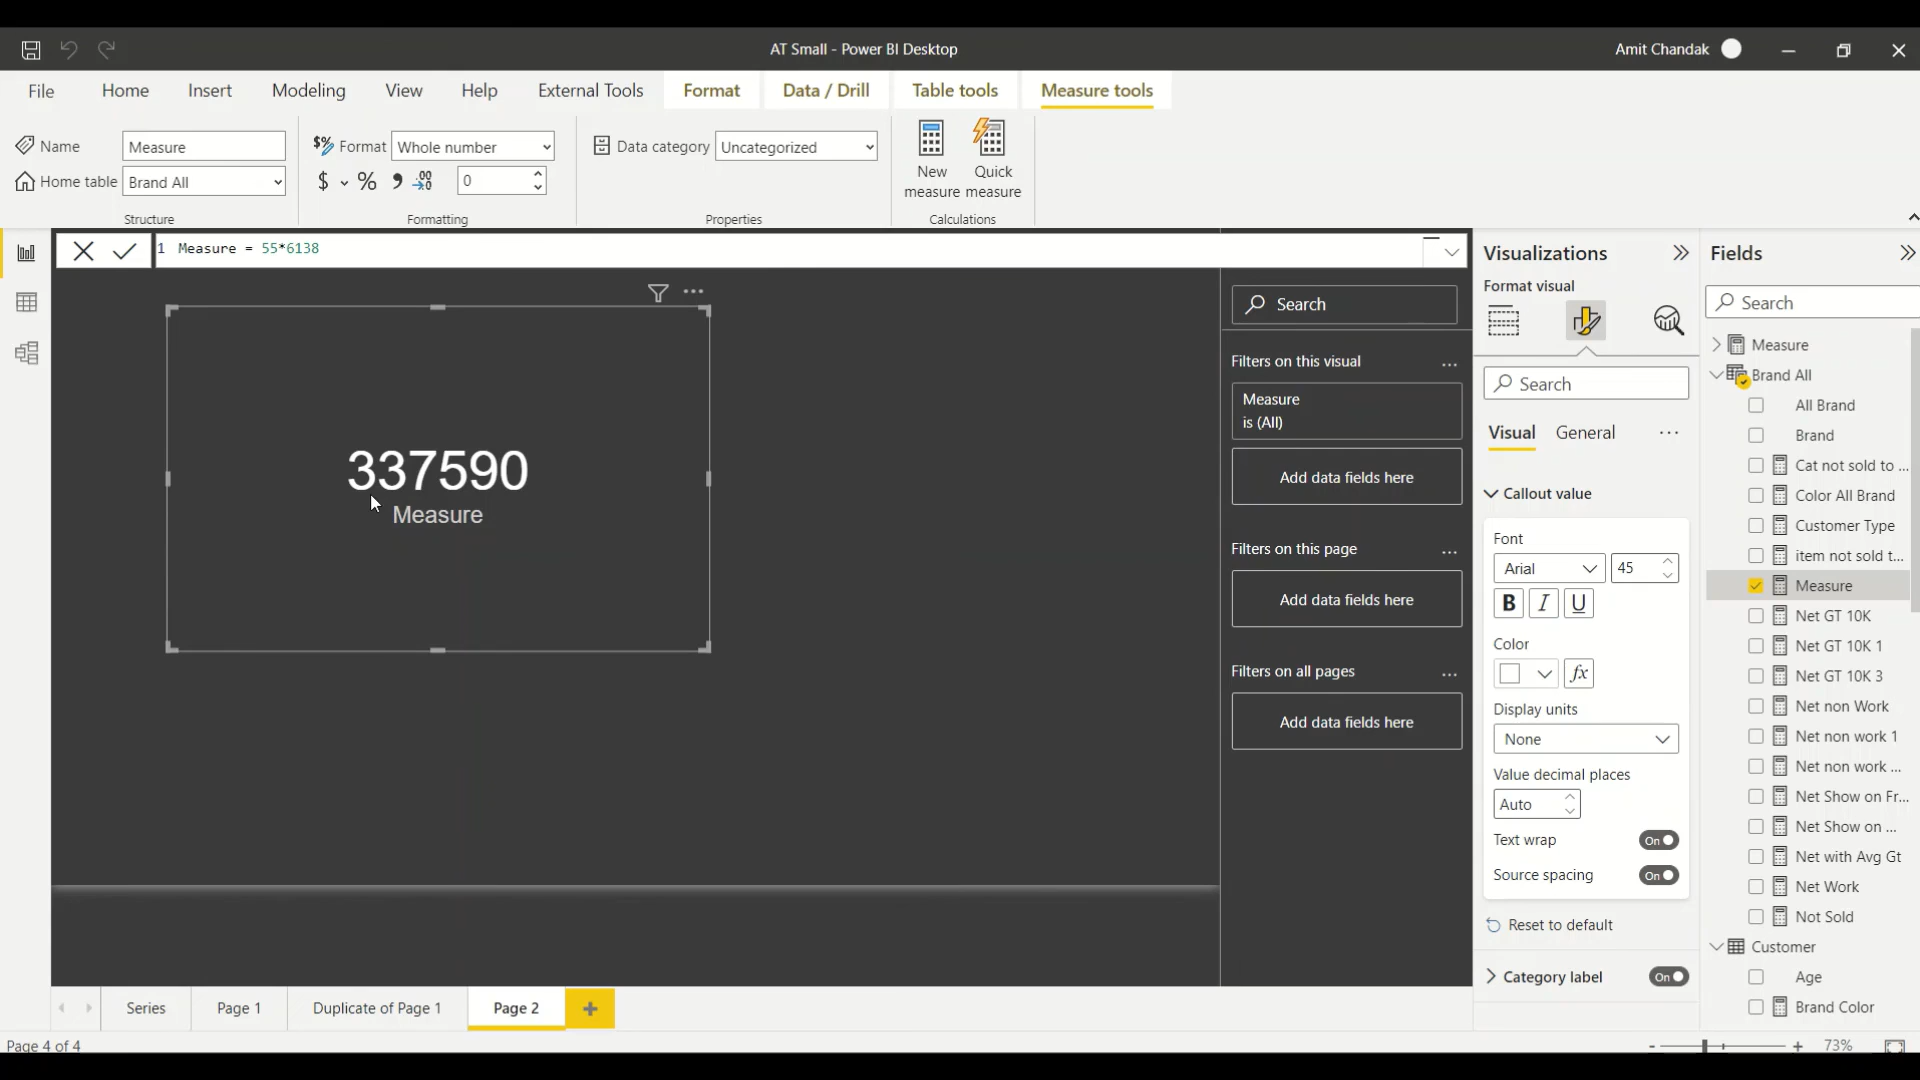 AT Small - Power BI Desktop
Amit Chandak
File Home Insert Modeling View Help External Tools Format Data / Drill Table tools Measure tools
Name Measure
Home table Brand All
Structure
$% Format Whole number
$ % 9 .00 →0 0
Formatting
Data category Uncategorized
Properties
New measure
Quick measure
Calculations
1 Measure = 55*6138
337590
Measure
Search
Filters on this visual ...
Measure
is (All)
Add data fields here
Filters on this page ...
Add data fields here
Filters on all pages ...
Add data fields here
Visualizations
Format visual
Search
Visual General ...
Callout value
Font
Arial 45
B I U
Color
fx
Display units
None
Value decimal places
Auto
Text wrap On
Source spacing On
Reset to default
Category label On
Fields
Search
Measure
Brand All
All Brand
Brand
Cat not sold to ...
Color All Brand
Customer Type
item not sold t...
Measure
Net GT 10K
Net GT 10K 1
Net GT 10K 3
Net non Work
Net non work 1
Net non work ...
Net Show on Fr...
Net Show on ...
Net with Avg Gt
Net Work
Not Sold
Customer
Age
Brand Color
Series Page 1 Duplicate of Page 1 Page 2 +
Page 4 of 4
- + 73%